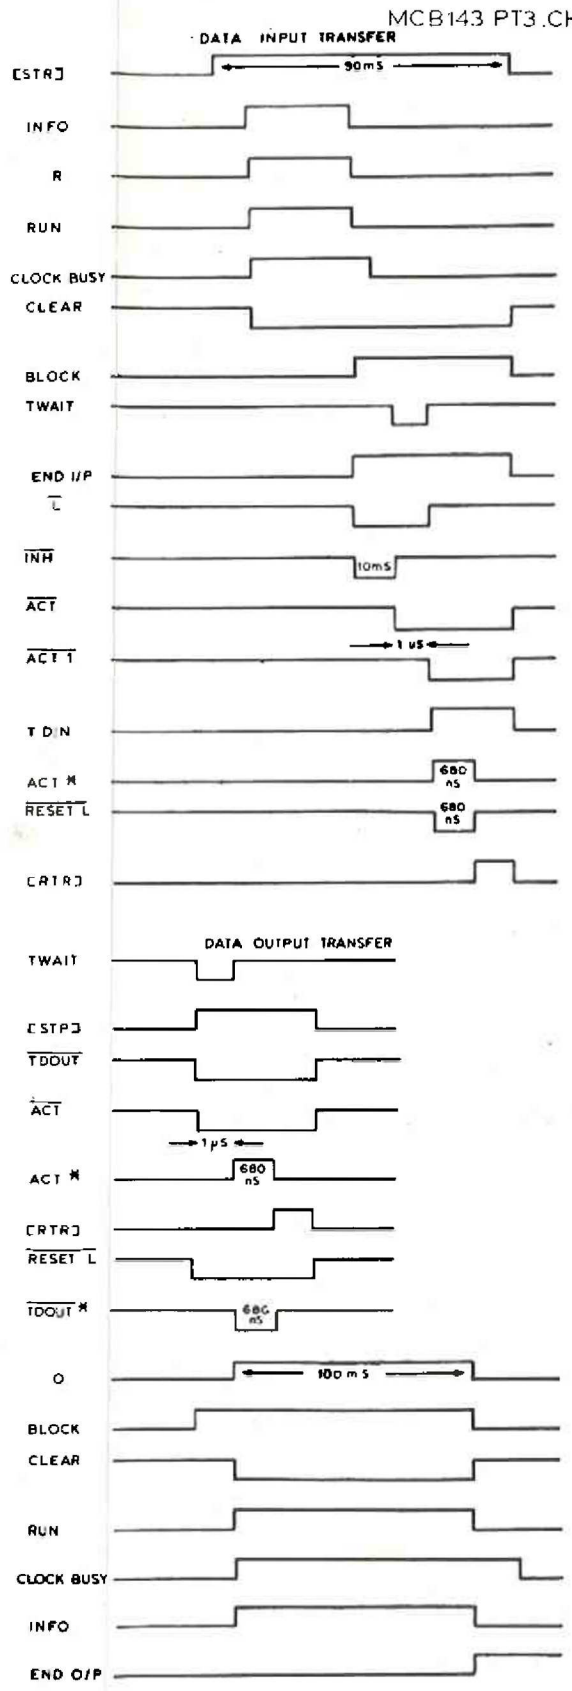 MCB143 PT3.CH
DATA INPUT TRANSFER
[STR]
90mS
INFO
R
RUN
CLOCK BUSY
CLEAR
BLOCK
TWAIT
END I/P
L
INH
10mS
ACT
1 uS
ACT 1
T DIN
ACT *
680 nS
RESET L
680 nS
[RTR]
DATA OUTPUT TRANSFER
TWAIT
[STP]
TDOUT
ACT
1 µS
ACT *
680 nS
[RTR]
RESET L
TDOUT *
680 nS
O
100 mS
BLOCK
CLEAR
RUN
CLOCK BUSY
INFO
END O/P